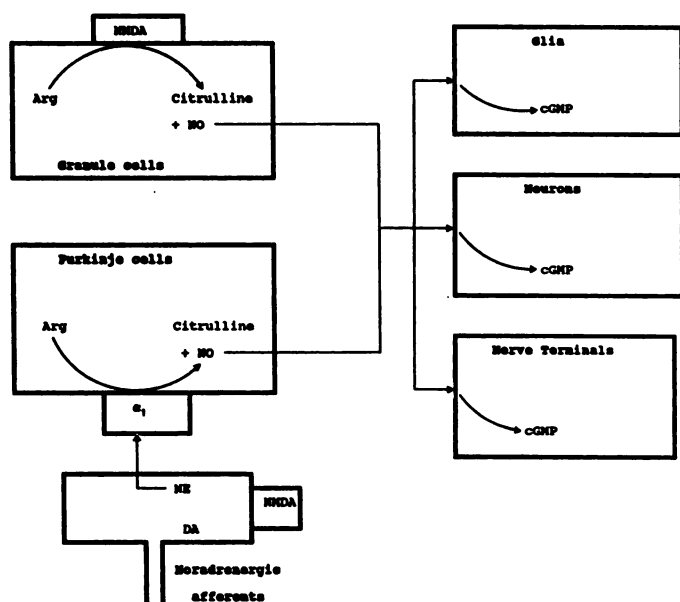 NMDA
Arg
Citrulline
+ NO
Granule cells
Purkinje cells
Arg
Citrulline
+ NO
α1
NE
NMDA
DA
Noradrenergic
afferents
Glia
cGMP
Neurons
cGMP
Nerve Terminals
cGMP